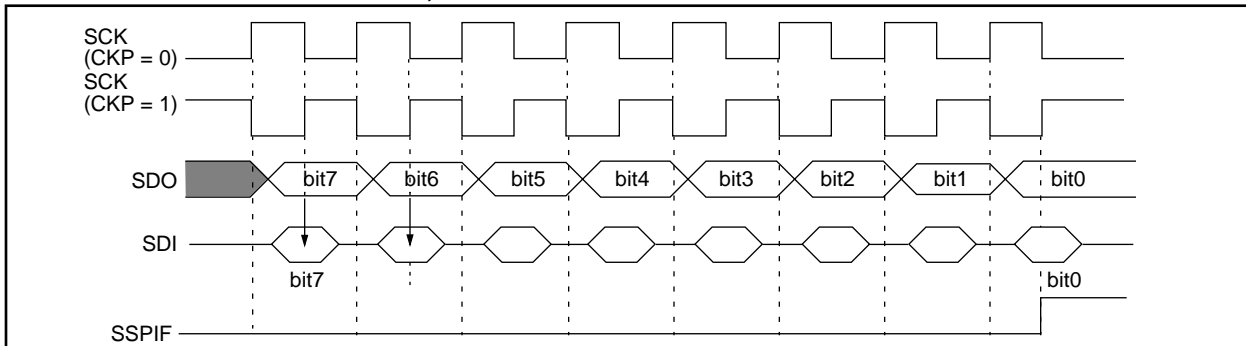 SCK
(CKP = 0)
SCK
(CKP = 1)
SDO bit7 bit6 bit5 bit4 bit3 bit2 bit1 bit0
SDI
bit7 bit0
SSPIF